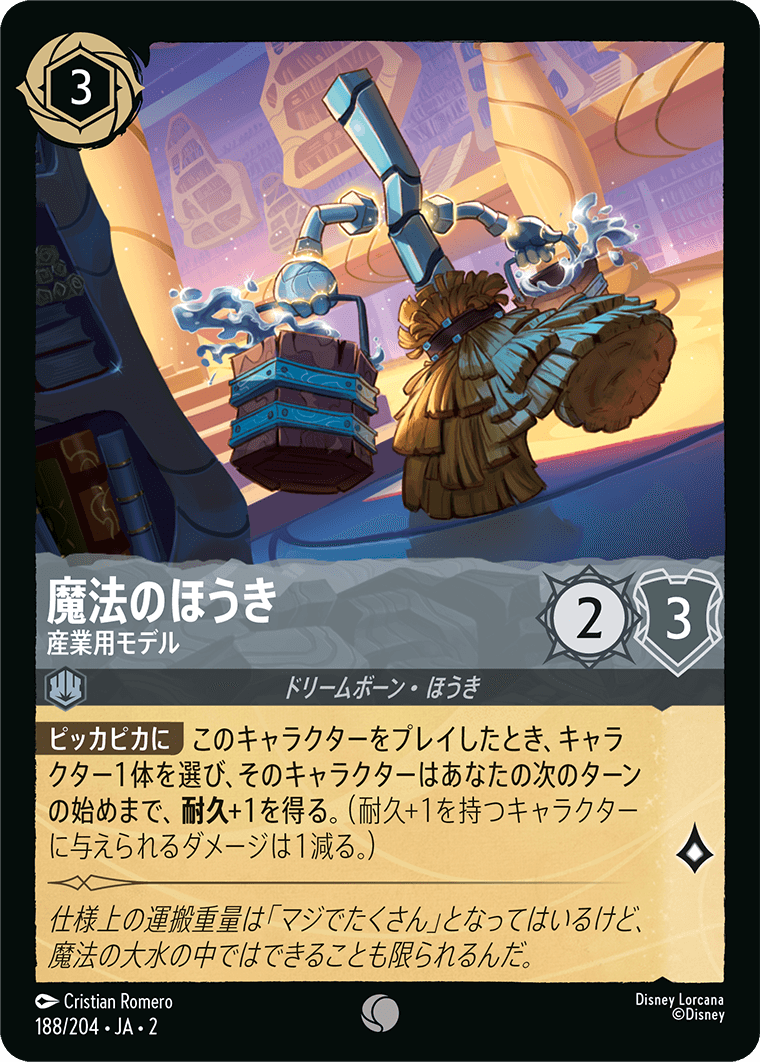 3
魔法のほうき
産業用モデル
2
3
ドリームボーン・ほうき
ピッカピカに このキャラクターをプレイしたとき、キャラ
クター1体を選び、そのキャラクターはあなたの次のターン
の始めまで、耐久+1を得る。（耐久+1を持つキャラクター
に与えられるダメージは1減る。）
仕様上の運搬重量は「マジでたくさん」となってはいるけど、
魔法の大水の中ではできることも限られるんだ。
Cristian Romero
188/204・JA・2
Disney Lorcana
©Disney